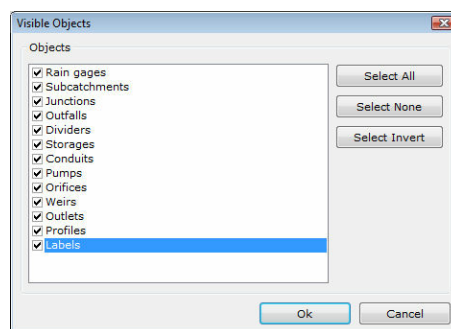 Visible Objects
Objects
Rain gages
Subcatchments
Junctions
Outfalls
Dividers
Storages
Conduits
Pumps
Orifices
Weirs
Outlets
Profiles
Labels
Select All
Select None
Select Invert
Ok
Cancel